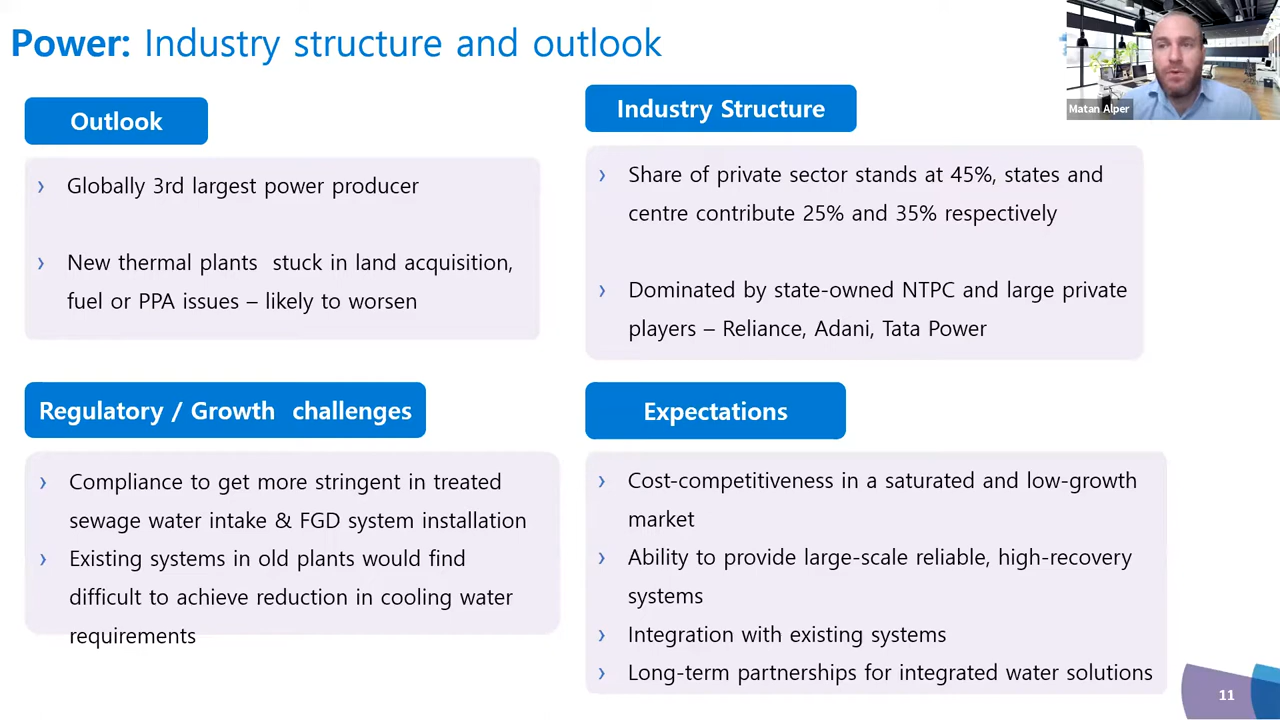 Power: Industry structure and outlook
Matan Alper
Outlook
Globally 3rd largest power producer
New thermal plants stuck in land acquisition,
fuel or PPA issues – likely to worsen
Industry Structure
Share of private sector stands at 45%, states and
centre contribute 25% and 35% respectively
Dominated by state-owned NTPC and large private
players – Reliance, Adani, Tata Power
Regulatory / Growth challenges
Compliance to get more stringent in treated
sewage water intake & FGD system installation
Existing systems in old plants would find
difficult to achieve reduction in cooling water
requirements
Expectations
Cost-competitiveness in a saturated and low-growth
market
Ability to provide large-scale reliable, high-recovery
systems
Integration with existing systems
Long-term partnerships for integrated water solutions
11